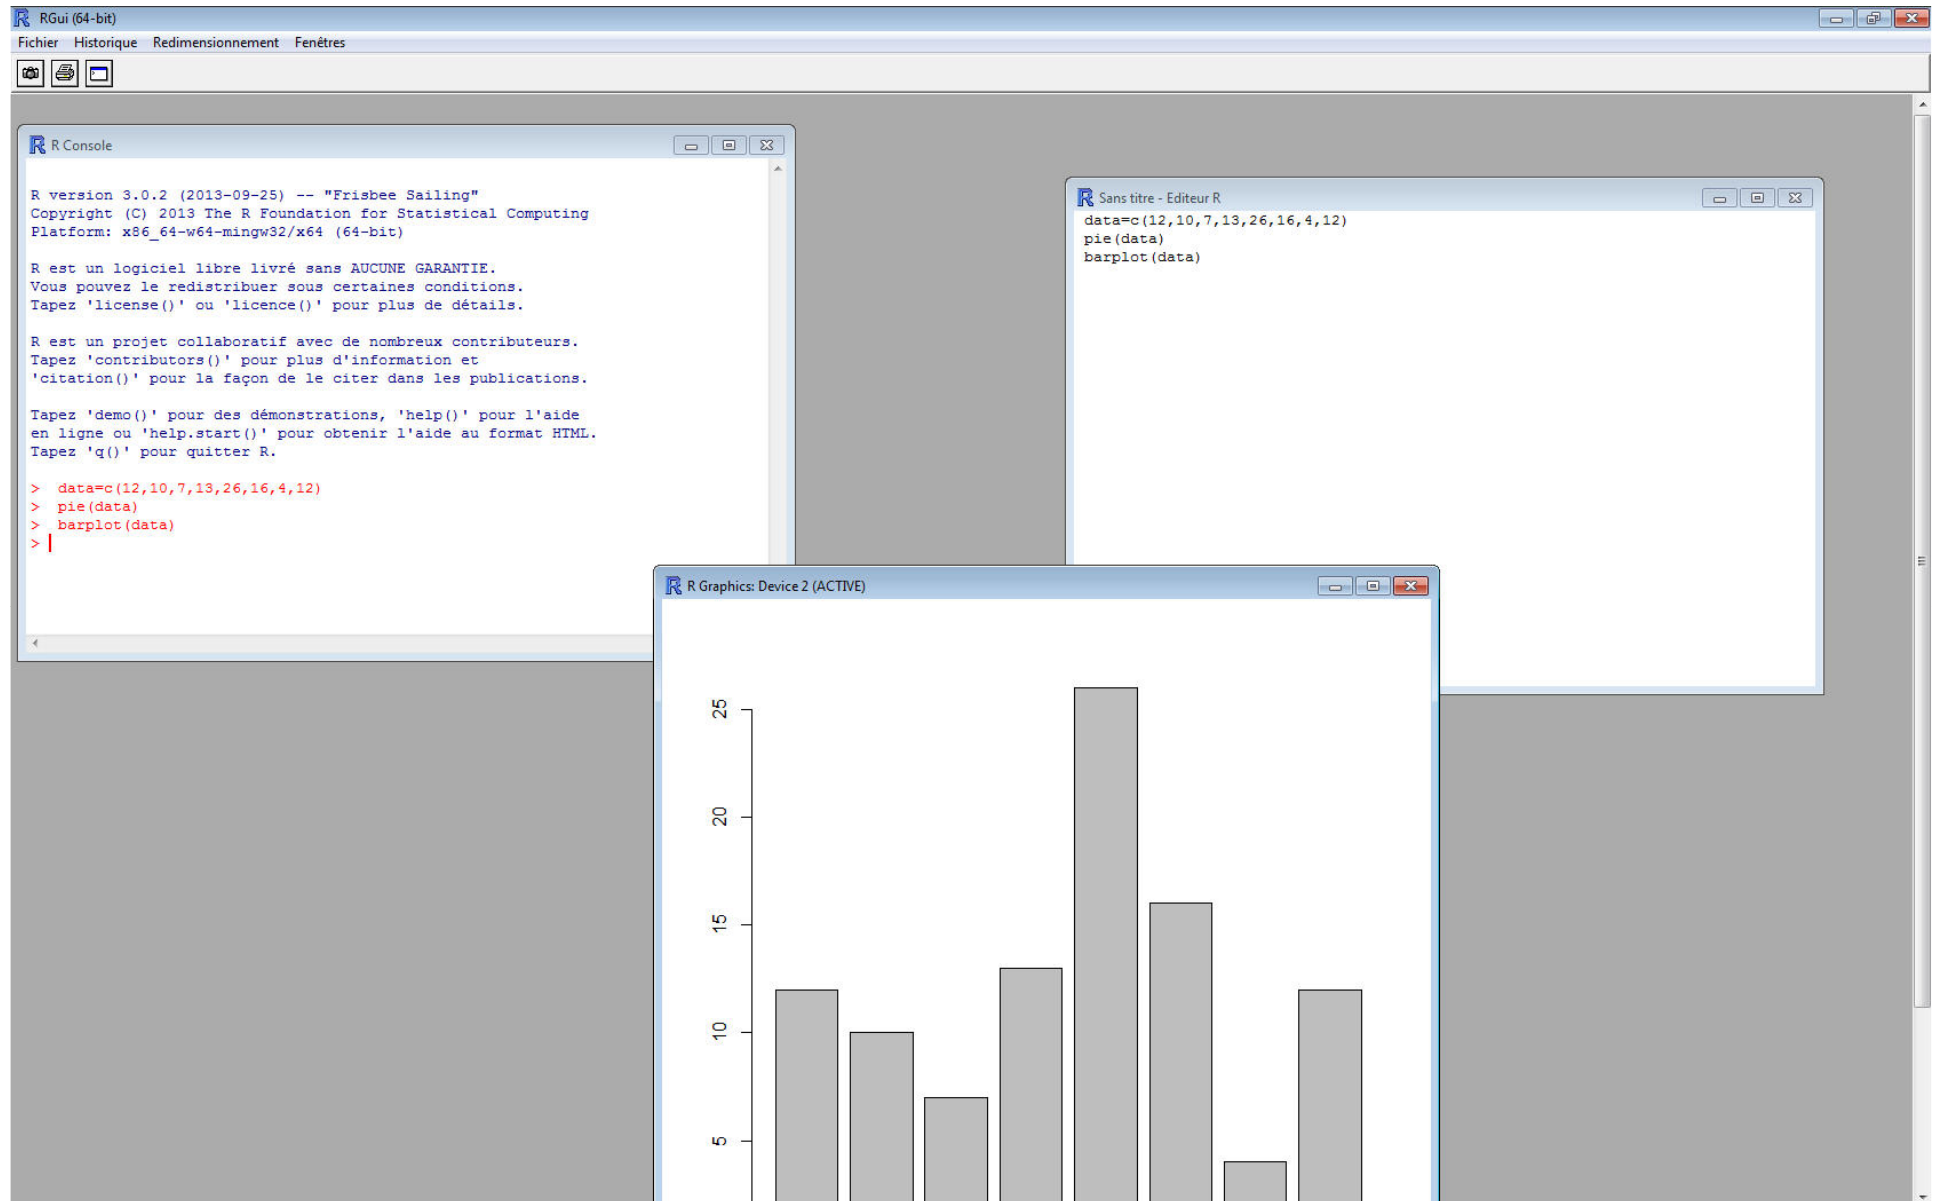 RGui (64-bit)
Fichier Historique Redimensionnement Fenêtres
R Console
R version 3.0.2 (2013-09-25) -- "Frisbee Sailing"
Copyright (C) 2013 The R Foundation for Statistical Computing
Platform: x86_64-w64-mingw32/x64 (64-bit)
R est un logiciel libre livré sans AUCUNE GARANTIE.
Vous pouvez le redistribuer sous certaines conditions.
Tapez 'license()' ou 'licence()' pour plus de détails.
R est un projet collaboratif avec de nombreux contributeurs.
Tapez 'contributors()' pour plus d'information et
'citation()' pour la façon de le citer dans les publications.
Tapez 'demo()' pour des démonstrations, 'help()' pour l'aide
en ligne ou 'help.start()' pour obtenir l'aide au format HTML.
Tapez 'q()' pour quitter R.
> data=c(12,10,7,13,26,16,4,12)
> pie(data)
> barplot(data)
>
Sans titre - Editeur R
data=c(12,10,7,13,26,16,4,12)
pie(data)
barplot(data)
R Graphics: Device 2 (ACTIVE)
25
20
15
10
5